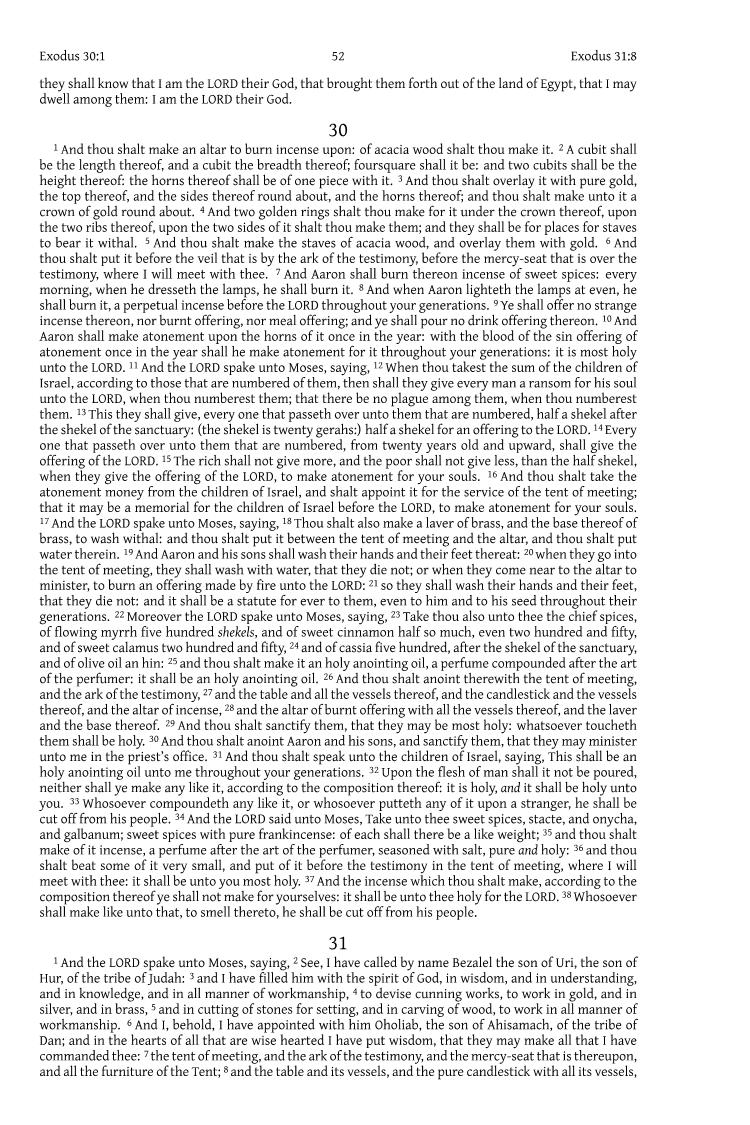 Exodus 30:1 52 Exodus 31:8
they shall know that I am the LORD their God, that brought them forth out of the land of Egypt, that I may
dwell among them: I am the LORD their God.
30
1 And thou shalt make an altar to burn incense upon: of acacia wood shalt thou make it. 2 A cubit shall
be the length thereof, and a cubit the breadth thereof; foursquare shall it be: and two cubits shall be the
height thereof: the horns thereof shall be of one piece with it. 3 And thou shalt overlay it with pure gold,
the top thereof, and the sides thereof round about, and the horns thereof; and thou shalt make unto it a
crown of gold round about. 4 And two golden rings shalt thou make for it under the crown thereof, upon
the two ribs thereof, upon the two sides of it shalt thou make them; and they shall be for places for staves
to bear it withal. 5 And thou shalt make the staves of acacia wood, and overlay them with gold. 6 And
thou shalt put it before the veil that is by the ark of the testimony, before the mercy-seat that is over the
testimony, where I will meet with thee. 7 And Aaron shall burn thereon incense of sweet spices: every
morning, when he dresseth the lamps, he shall burn it. 8 And when Aaron lighteth the lamps at even, he
shall burn it, a perpetual incense before the LORD throughout your generations. 9 Ye shall offer no strange
incense thereon, nor burnt offering, nor meal offering; and ye shall pour no drink offering thereon. 10 And
Aaron shall make atonement upon the horns of it once in the year: with the blood of the sin offering of
atonement once in the year shall he make atonement for it throughout your generations: it is most holy
unto the LORD. 11 And the LORD spake unto Moses, saying, 12 When thou takest the sum of the children of
Israel, according to those that are numbered of them, then shall they give every man a ransom for his soul
unto the LORD, when thou numberest them; that there be no plague among them, when thou numberest
them. 13 This they shall give, every one that passeth over unto them that are numbered, half a shekel after
the shekel of the sanctuary: (the shekel is twenty gerahs:) half a shekel for an offering to the LORD. 14 Every
one that passeth over unto them that are numbered, from twenty years old and upward, shall give the
offering of the LORD. 15 The rich shall not give more, and the poor shall not give less, than the half shekel,
when they give the offering of the LORD, to make atonement for your souls. 16 And thou shalt take the
atonement money from the children of Israel, and shalt appoint it for the service of the tent of meeting;
that it may be a memorial for the children of Israel before the LORD, to make atonement for your souls.
17 And the LORD spake unto Moses, saying, 18 Thou shalt also make a laver of brass, and the base thereof of
brass, to wash withal: and thou shalt put it between the tent of meeting and the altar, and thou shalt put
water therein. 19 And Aaron and his sons shall wash their hands and their feet thereat: 20 when they go into
the tent of meeting, they shall wash with water, that they die not; or when they come near to the altar to
minister, to burn an offering made by fire unto the LORD: 21 so they shall wash their hands and their feet,
that they die not: and it shall be a statute for ever to them, even to him and to his seed throughout their
generations. 22 Moreover the LORD spake unto Moses, saying, 23 Take thou also unto thee the chief spices,
of flowing myrrh five hundred shekels, and of sweet cinnamon half so much, even two hundred and fifty,
and of sweet calamus two hundred and fifty, 24 and of cassia five hundred, after the shekel of the sanctuary,
and of olive oil an hin: 25 and thou shalt make it an holy anointing oil, a perfume compounded after the art
of the perfumer: it shall be an holy anointing oil. 26 And thou shalt anoint therewith the tent of meeting,
and the ark of the testimony, 27 and the table and all the vessels thereof, and the candlestick and the vessels
thereof, and the altar of incense, 28 and the altar of burnt offering with all the vessels thereof, and the laver
and the base thereof. 29 And thou shalt sanctify them, that they may be most holy: whatsoever toucheth
them shall be holy. 30 And thou shalt anoint Aaron and his sons, and sanctify them, that they may minister
unto me in the priest’s office. 31 And thou shalt speak unto the children of Israel, saying, This shall be an
holy anointing oil unto me throughout your generations. 32 Upon the flesh of man shall it not be poured,
neither shall ye make any like it, according to the composition thereof: it is holy, and it shall be holy unto
you. 33 Whosoever compoundeth any like it, or whosoever putteth any of it upon a stranger, he shall be
cut off from his people. 34 And the LORD said unto Moses, Take unto thee sweet spices, stacte, and onycha,
and galbanum; sweet spices with pure frankincense: of each shall there be a like weight; 35 and thou shalt
make of it incense, a perfume after the art of the perfumer, seasoned with salt, pure and holy: 36 and thou
shalt beat some of it very small, and put of it before the testimony in the tent of meeting, where I will
meet with thee: it shall be unto you most holy. 37 And the incense which thou shalt make, according to the
composition thereof ye shall not make for yourselves: it shall be unto thee holy for the LORD. 38 Whosoever
shall make like unto that, to smell thereto, he shall be cut off from his people.
31
1 And the LORD spake unto Moses, saying, 2 See, I have called by name Bezalel the son of Uri, the son of
Hur, of the tribe of Judah: 3 and I have filled him with the spirit of God, in wisdom, and in understanding,
and in knowledge, and in all manner of workmanship, 4 to devise cunning works, to work in gold, and in
silver, and in brass, 5 and in cutting of stones for setting, and in carving of wood, to work in all manner of
workmanship. 6 And I, behold, I have appointed with him Oholiab, the son of Ahisamach, of the tribe of
Dan; and in the hearts of all that are wise hearted I have put wisdom, that they may make all that I have
commanded thee: 7 the tent of meeting, and the ark of the testimony, and the mercy-seat that is thereupon,
and all the furniture of the Tent; 8 and the table and its vessels, and the pure candlestick with all its vessels,